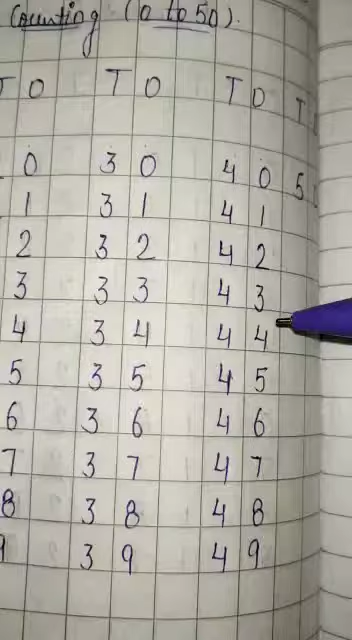 Counting (0 to 50).
T O T O T O T
0 3 0 4 0 5
1 3 1 4 1
2 3 2 4 2
3 3 3 4 3
4 3 4 4 4
5 3 5 4 5
6 3 6 4 6
7 3 7 4 7
8 3 8 4 8
9 3 9 4 9